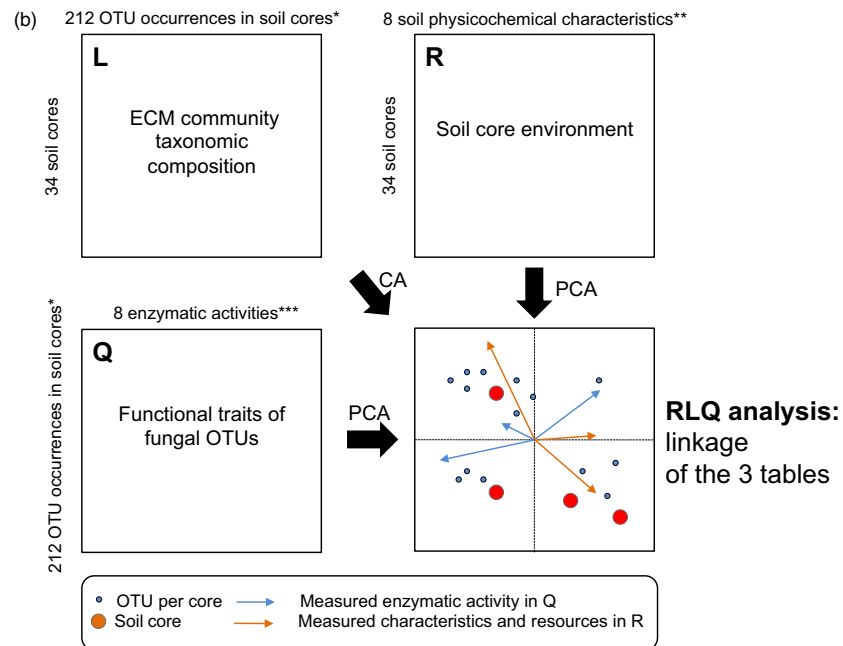 (b)
212 OTU occurrences in soil cores*
8 soil physicochemical characteristics**
34 soil cores
L
ECM community
taxonomic
composition
34 soil cores
R
Soil core environment
CA
PCA
212 OTU occurrences in soil cores*
8 enzymatic activities***
Q
Functional traits of
fungal OTUs
PCA
RLQ analysis:
linkage
of the 3 tables
OTU per core
Measured enzymatic activity in Q
Soil core
Measured characteristics and resources in R